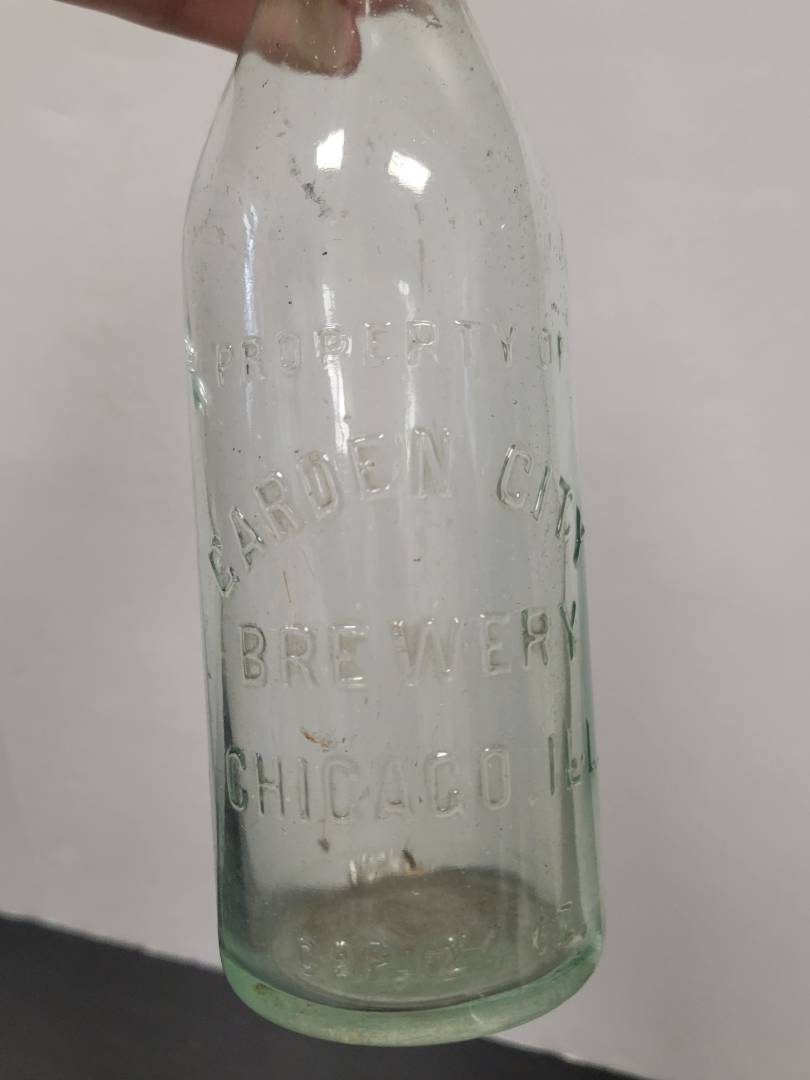 PROPERTY OF
GARDEN CITY
BREWERY
CHICAGO. ILL